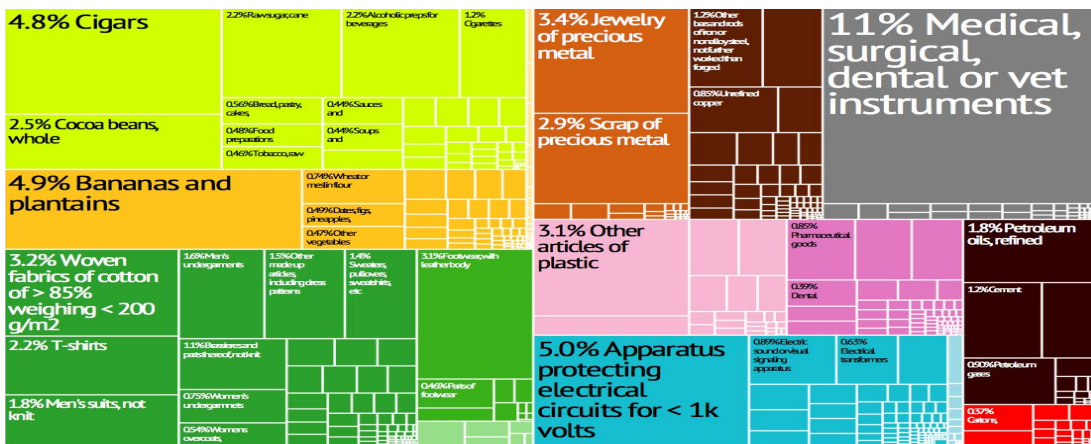 4.8% Cigars
2.2% Raw sugar, cane
2.2% Alcoholic preps for
beverages
1.2%
Cigarettes
2.5% Cocoa beans,
whole
0.56% Bread, pastry,
cakes,
0.44% Sauces
and
0.48% Food
preparations
0.44% Soups
and
0.46% Tobacco, raw
4.9% Bananas and
plantains
0.74% Wheat or
meslin flour
0.49% Dates, figs,
pineapples,
0.47% Other
vegetables
3.2% Woven
fabrics of cotton
of > 85%
weighing < 200
g/m2
1.6% Men's
undergarments
1.5% Other
made up
articles,
including dress
patterns
1.4%
Sweaters,
pullovers,
sweatshirts,
etc
2.2% T-shirts
1.1% Brassieres and
parts thereof, not knit
1.8% Men's suits, not
knit
0.75% Women's
undergarmnets
0.54% Womens
overcoats,
3.1% Footwear, with
leather body
0.46% Parts of
footwear
3.4% Jewelry
of precious
metal
2.9% Scrap of
precious metal
1.2% Other
bars and rods
of iron or
nonalloy steel,
not further
worked than
forged
0.85% Unrefined
copper
11% Medical,
surgical,
dental or vet
instruments
3.1% Other
articles of
plastic
0.85%
Pharmaceutical
goods
0.39%
Dental
5.0% Apparatus
protecting
electrical
circuits for < 1k
volts
0.89% Electric
sound or visual
signaling
apparatus
0.63%
Electrical
transformers
1.8% Petroleum
oils, refined
1.2% Cement
0.90% Petroleum
gases
0.37%
Cartons,